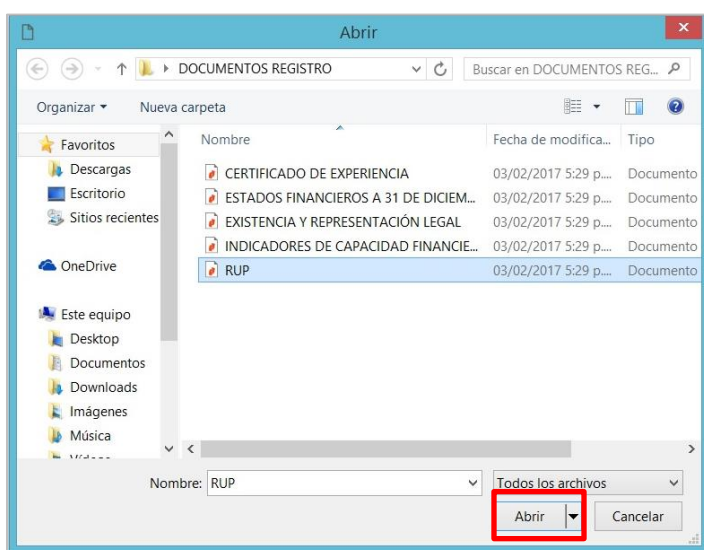 Abrir
DOCUMENTOS REGISTRO
Buscar en DOCUMENTOS REG...
Organizar
Nueva carpeta
Nombre
Fecha de modifica...
Tipo
Favoritos
Descargas
Escritorio
Sitios recientes
OneDrive
Este equipo
Desktop
Documentos
Downloads
Imágenes
Música
CERTIFICADO DE EXPERIENCIA 03/02/2017 5:29 p.... Documento
ESTADOS FINANCIEROS A 31 DE DICIEM... 03/02/2017 5:29 p.... Documento
EXISTENCIA Y REPRESENTACIÓN LEGAL 03/02/2017 5:29 p.... Documento
INDICADORES DE CAPACIDAD FINANCIE... 03/02/2017 5:29 p.... Documento
RUP 03/02/2017 5:29 p.... Documento
Nombre: RUP
Todos los archivos
Abrir
Cancelar